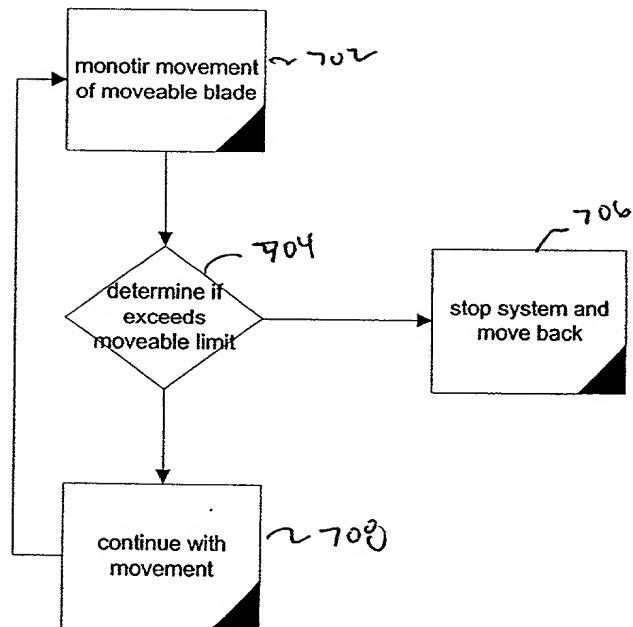 monotir movement
of moveable blade
702
704
determine if
exceeds
moveable limit
706
stop system and
move back
continue with
movement
708